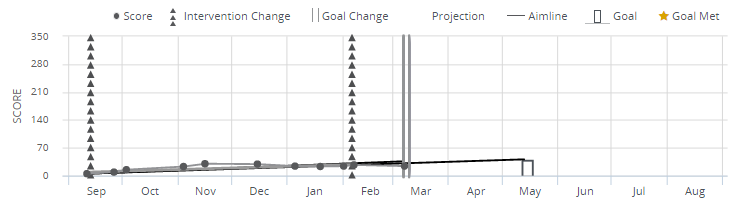 Score Intervention Change Goal Change Projection Aimline Goal Goal Met
350
280
210
140
70
0
SCORE
Sep Oct Nov Dec Jan Feb Mar Apr May Jun Jul Aug